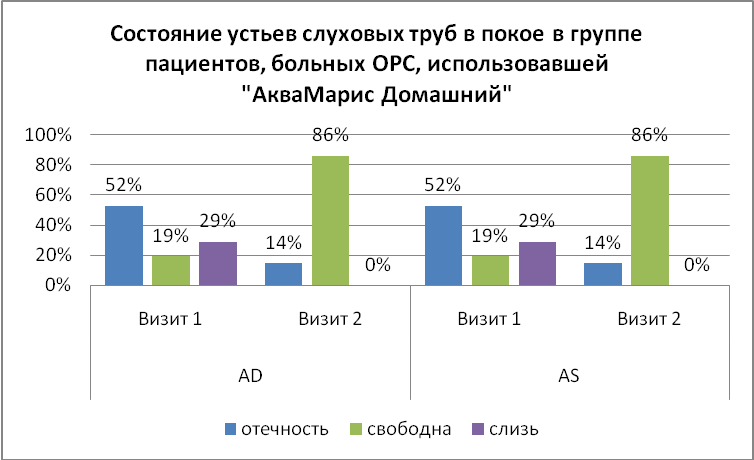 Состояние устьев слуховых труб в покое в группе
пациентов, больных ОРС, использовавшей
"АкваМарис Домашний"
100%
80%
60%
40%
20%
0%
52%
19%
29%
14%
86%
0%
52%
19%
29%
14%
86%
0%
Визит 1
Визит 2
Визит 1
Визит 2
AD
AS
отечность
свободна
слизь